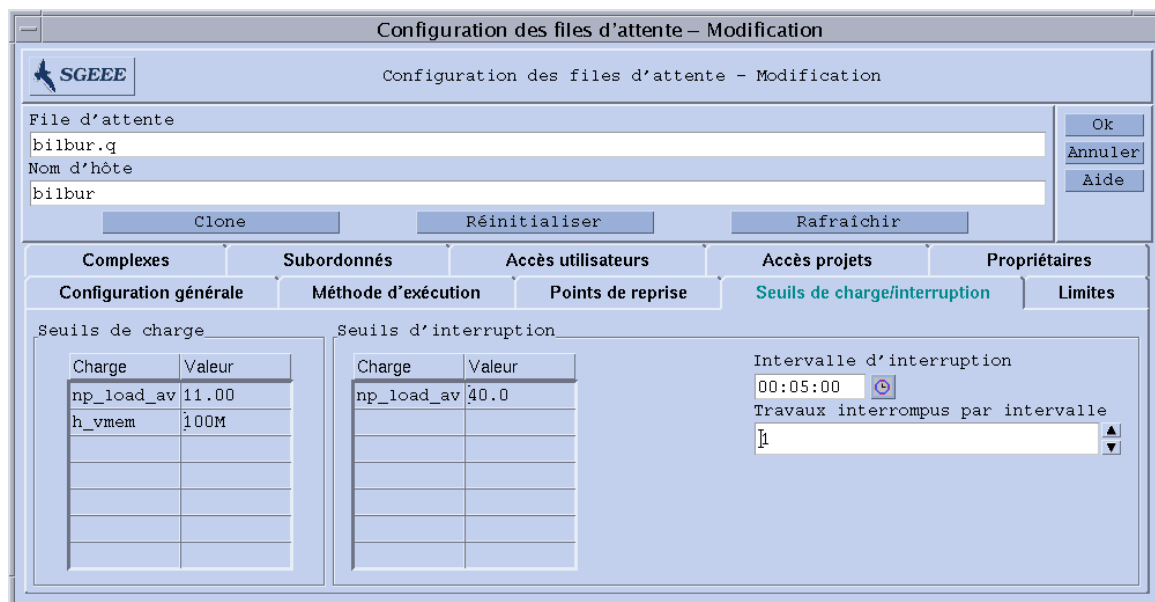 Configuration des files d'attente – Modification
SGEEE
Configuration des files d'attente - Modification
File d'attente
bilbur.q
Nom d'hôte
bilbur
Ok
Annuler
Aide
Clone Réinitialiser Rafraîchir
Complexes Subordonnés Accès utilisateurs Accès projets Propriétaires
Configuration générale Méthode d'exécution Points de reprise Seuils de charge/interruption Limites
Seuils de charge
Charge Valeur
np_load_av 11.00
h_vmem 100M
Seuils d'interruption
Charge Valeur
np_load_av 40.0
Intervalle d'interruption
00:05:00
Travaux interrompus par intervalle
1